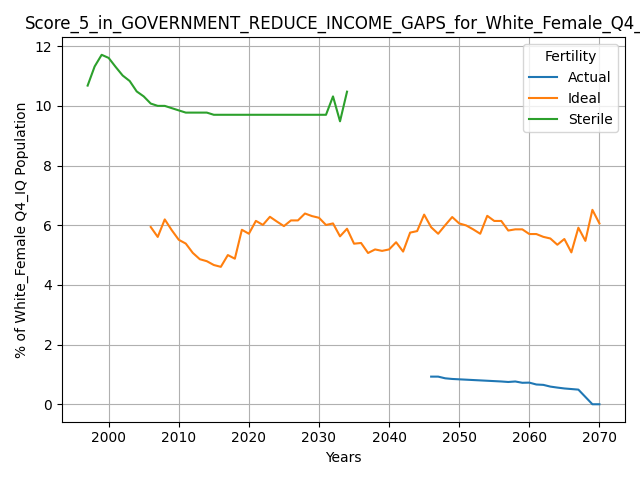 Score_5_in_GOVERNMENT_REDUCE_INCOME_GAPS_for_White_Female_Q4_
Fertility
Actual
Ideal
Sterile
% of White_Female Q4_IQ Population
12
10
8
6
4
2
0
2000 2010 2020 2030 2040 2050 2060 2070
Years